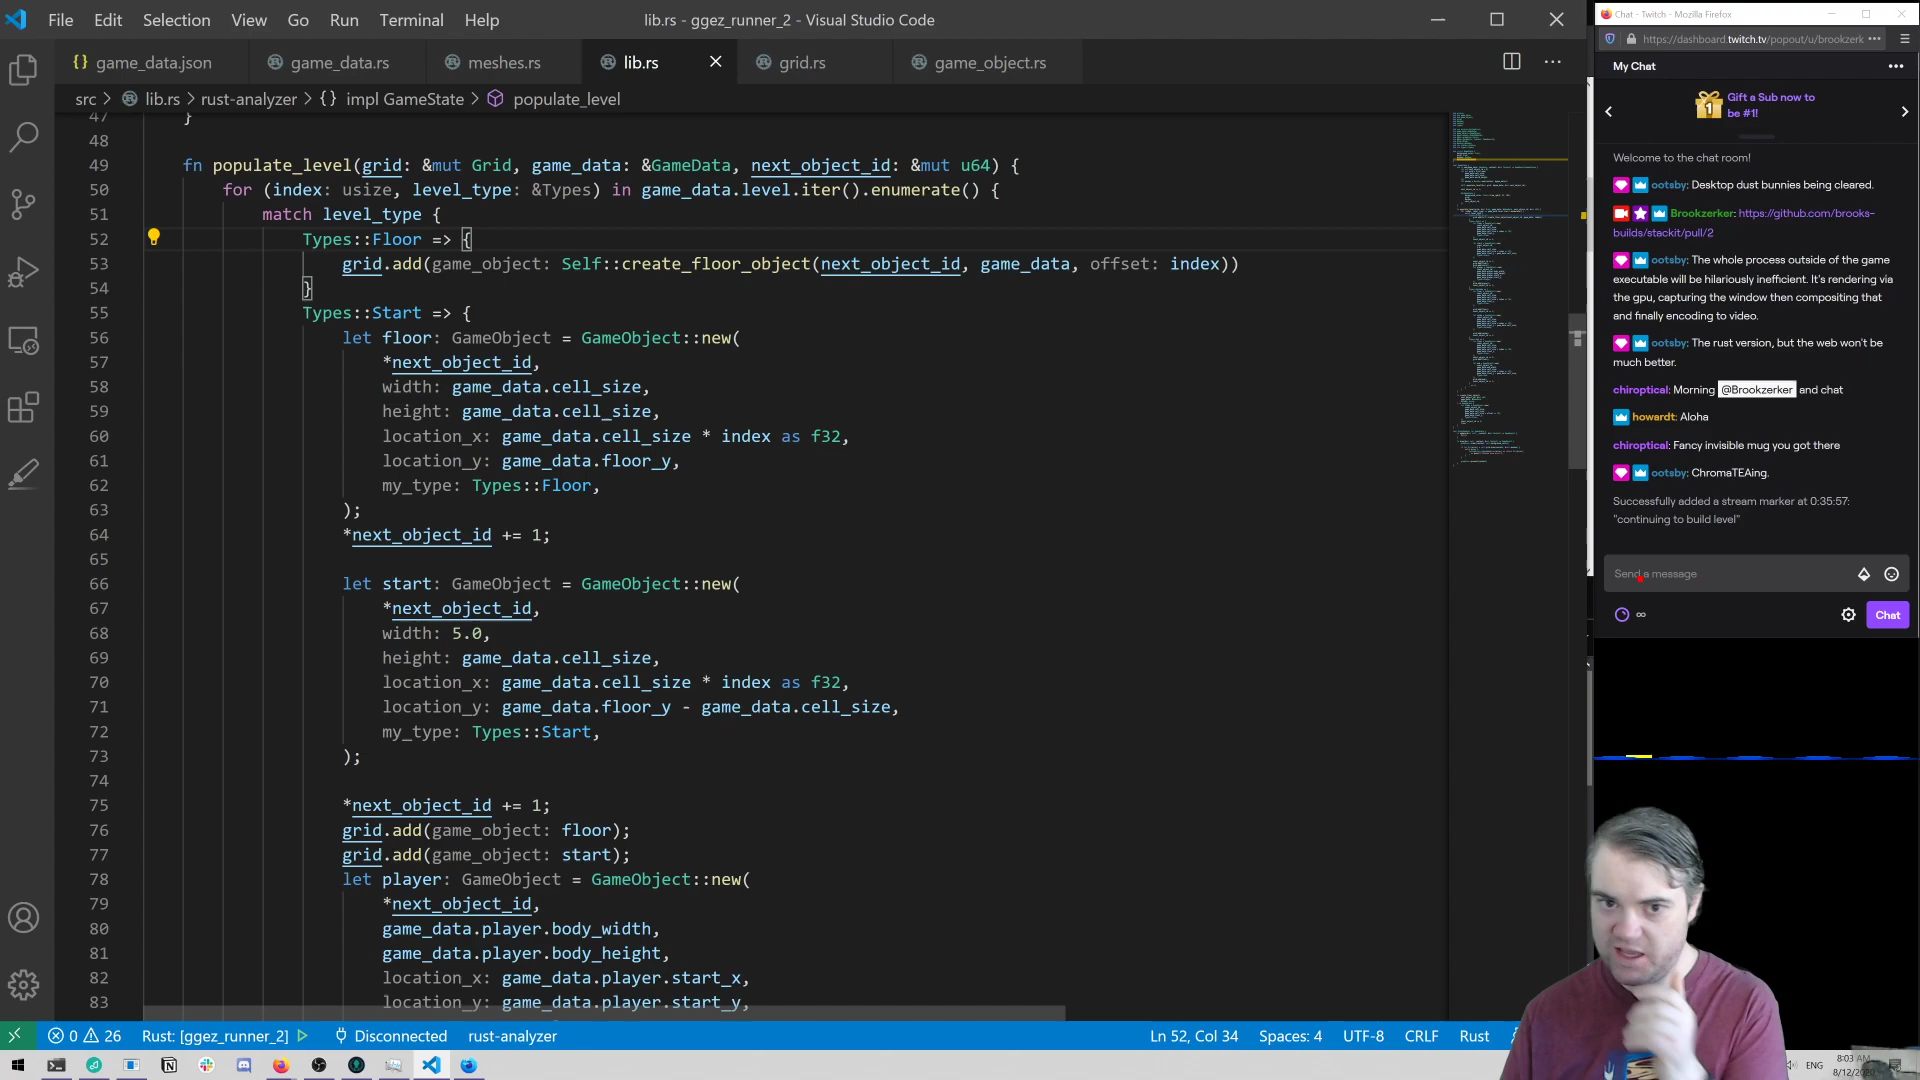 File Edit Selection View Go Run Terminal Help
lib.rs - ggez_runner_2 - Visual Studio Code
{} game_data.json game_data.rs meshes.rs lib.rs grid.rs game_object.rs
src > lib.rs > rust-analyzer > {} impl GameState > populate_level
47 }
48
49 fn populate_level(grid: &mut Grid, game_data: &GameData, next_object_id: &mut u64) {
50 for (index: usize, level_type: &Types) in game_data.level.iter().enumerate() {
51 match level_type {
52 Types::Floor => {
53 grid.add(game_object: Self::create_floor_object(next_object_id, game_data, offset: index))
54 }
55 Types::Start => {
56 let floor: GameObject = GameObject::new(
57 *next_object_id,
58 width: game_data.cell_size,
59 height: game_data.cell_size,
60 location_x: game_data.cell_size * index as f32,
61 location_y: game_data.floor_y,
62 my_type: Types::Floor,
63 );
64 *next_object_id += 1;
65
66 let start: GameObject = GameObject::new(
67 *next_object_id,
68 width: 5.0,
69 height: game_data.cell_size,
70 location_x: game_data.cell_size * index as f32,
71 location_y: game_data.floor_y - game_data.cell_size,
72 my_type: Types::Start,
73 );
74
75 *next_object_id += 1;
76 grid.add(game_object: floor);
77 grid.add(game_object: start);
78 let player: GameObject = GameObject::new(
79 *next_object_id,
80 game_data.player.body_width,
81 game_data.player.body_height,
82 location_x: game_data.player.start_x,
83 location_y: game_data.player.start_y,
0 26 Rust: [ggez_runner_2] Disconnected rust-analyzer Ln 52, Col 34 Spaces: 4 UTF-8 CRLF Rust
Chat - Twitch - Mozilla Firefox
https://dashboard.twitch.tv/popout/u/brookzerk
My Chat
1
Gift a Sub now to
be #1!
Welcome to the chat room!
ootsby: Desktop dust bunnies being cleared.
Brookzerker: https://github.com/brooks-
builds/stackit/pull/2
ootsby: The whole process outside of the game
executable will be hilariously inefficient. It's rendering via
the gpu, capturing the window then compositing that
and finally encoding to video.
ootsby: The rust version, but the web won't be
much better.
chiroptical: Morning @Brookzerker and chat
howardt: Aloha
chiroptical: Fancy invisible mug you got there
ootsby: ChromaTEAing.
Successfully added a stream marker at 0:35:57:
"continuing to build level"
Send a message
∞
Chat
ENG
8:03 AM